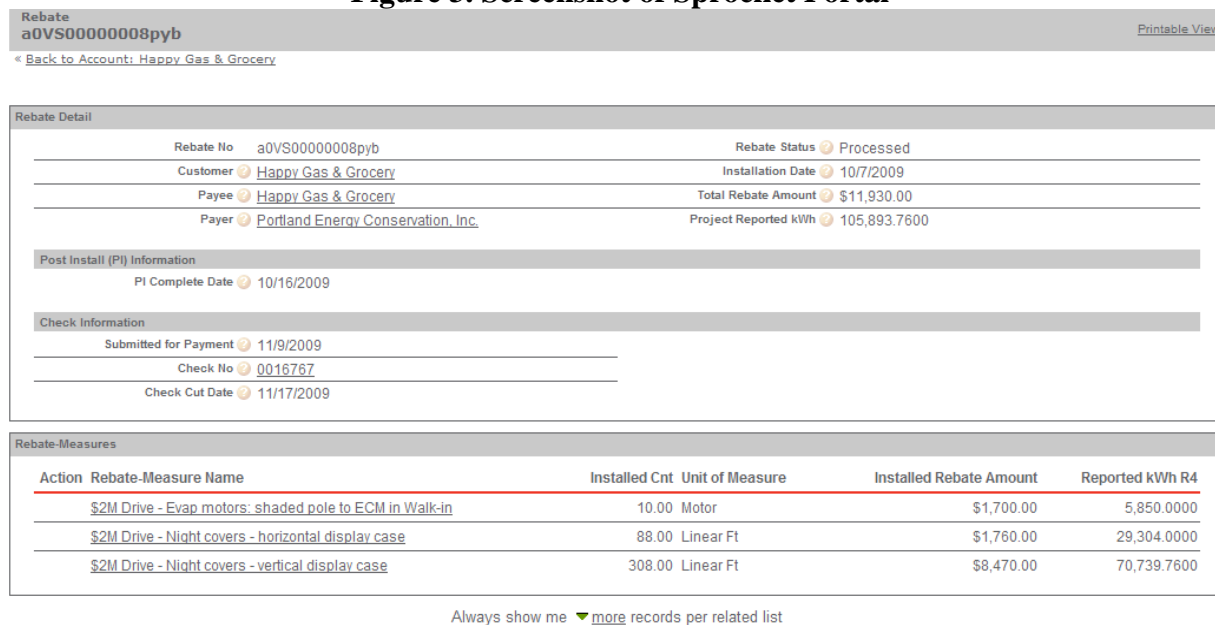 Figure 3. Screenshot of Sprochet Portal
Rebate
a0VS00000008pyb
Printable View
« Back to Account: Happy Gas & Grocery
Rebate Detail
Rebate No a0VS00000008pyb Rebate Status ? Processed
Customer ? Happy Gas & Grocery Installation Date ? 10/7/2009
Payee ? Happy Gas & Grocery Total Rebate Amount ? $11,930.00
Payer ? Portland Energy Conservation, Inc. Project Reported kWh ? 105,893.7600
Post Install (PI) Information
PI Complete Date ? 10/16/2009
Check Information
Submitted for Payment ? 11/9/2009
Check No ? 0016767
Check Cut Date ? 11/17/2009
Rebate-Measures
Action Rebate-Measure Name Installed Cnt Unit of Measure Installed Rebate Amount Reported kWh R4
$2M Drive - Evap motors: shaded pole to ECM in Walk-in 10.00 Motor $1,700.00 5,850.0000
$2M Drive - Night covers - horizontal display case 88.00 Linear Ft $1,760.00 29,304.0000
$2M Drive - Night covers - vertical display case 308.00 Linear Ft $8,470.00 70,739.7600
Always show me more records per related list